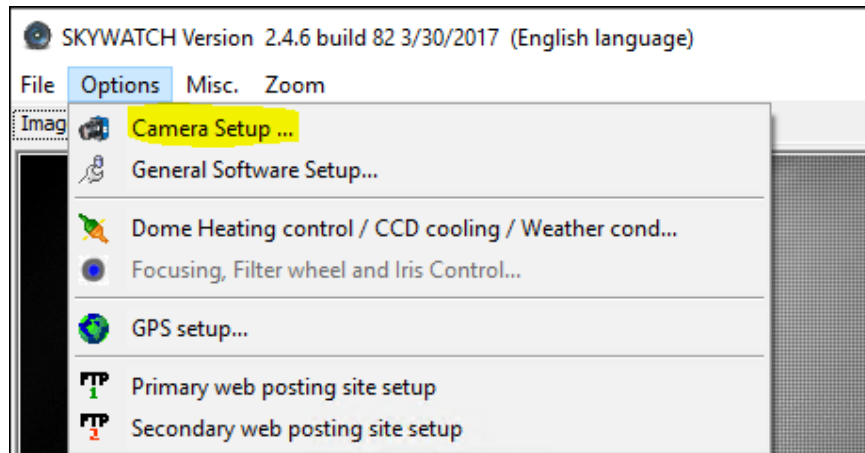 SKYWATCH Version 2.4.6 build 82 3/30/2017 (English language)
File Options Misc. Zoom
Imag
Camera Setup ...
General Software Setup...
Dome Heating control / CCD cooling / Weather cond...
Focusing, Filter wheel and Iris Control...
GPS setup...
FTP 1 Primary web posting site setup
FTP 2 Secondary web posting site setup